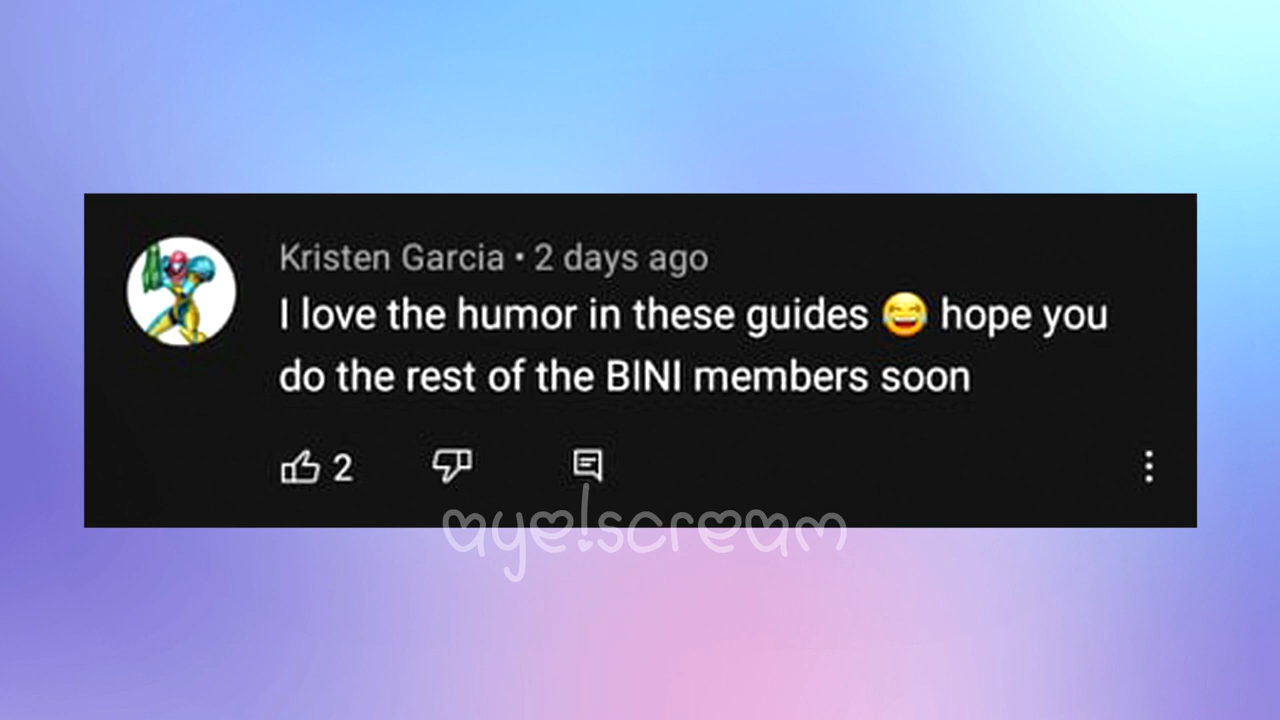 Kristen Garcia • 2 days ago
I love the humor in these guides 😂 hope you
do the rest of the BINI members soon
2
aye!scream